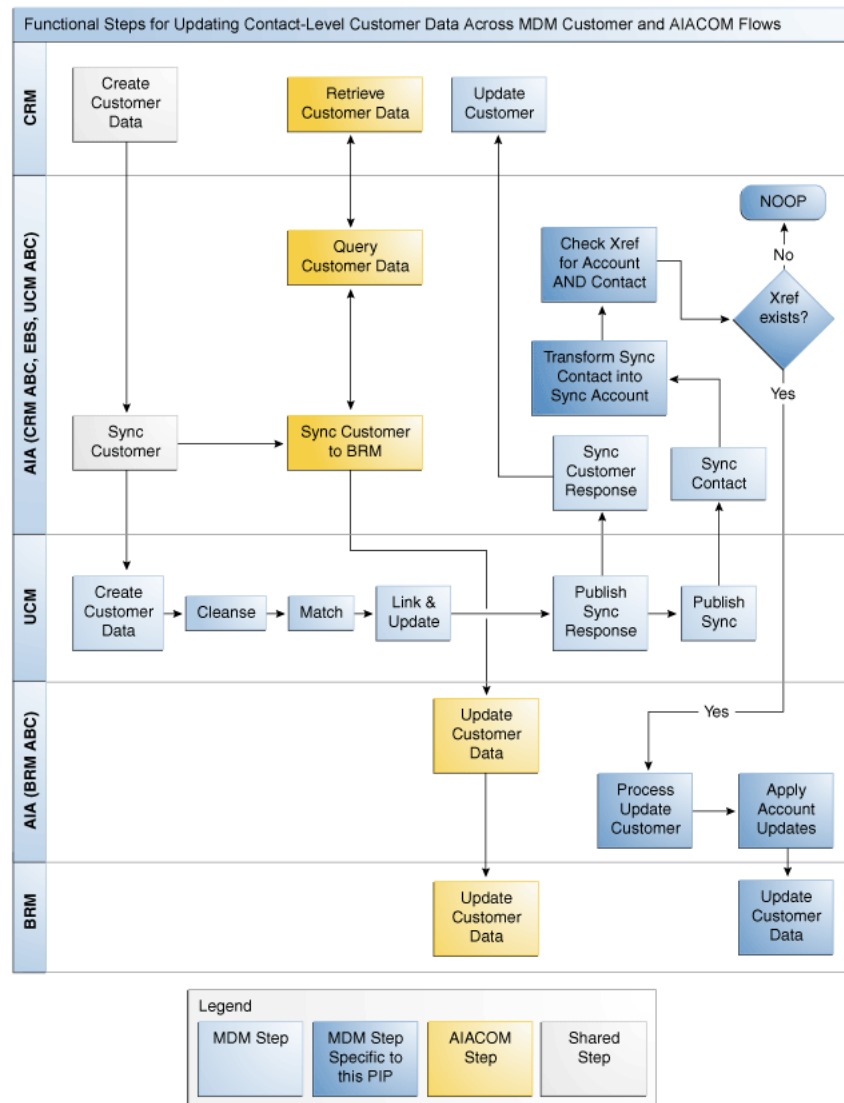 Functional Steps for Updating Contact-Level Customer Data Across MDM Customer and AIACOM Flows
CRM
Create
Customer
Data
Retrieve
Customer Data
Update
Customer
AIA (CRM ABC, EBS, UCM ABC)
NOOP
Query
Customer Data
Check Xref
for Account
AND Contact
No
Xref
exists?
Transform Sync
Contact into
Sync Account
Yes
Sync
Customer
Sync Customer
to BRM
Sync
Customer
Response
Sync
Contact
UCM
Create
Customer
Data
Cleanse
Match
Link &
Update
Publish
Sync
Response
Publish
Sync
AIA (BRM ABC)
Update
Customer
Data
Yes
Process
Update
Customer
Apply
Account
Updates
BRM
Update
Customer
Data
Update
Customer
Data
Legend
MDM Step
MDM Step
Specific to
this PIP
AIACOM
Step
Shared
Step